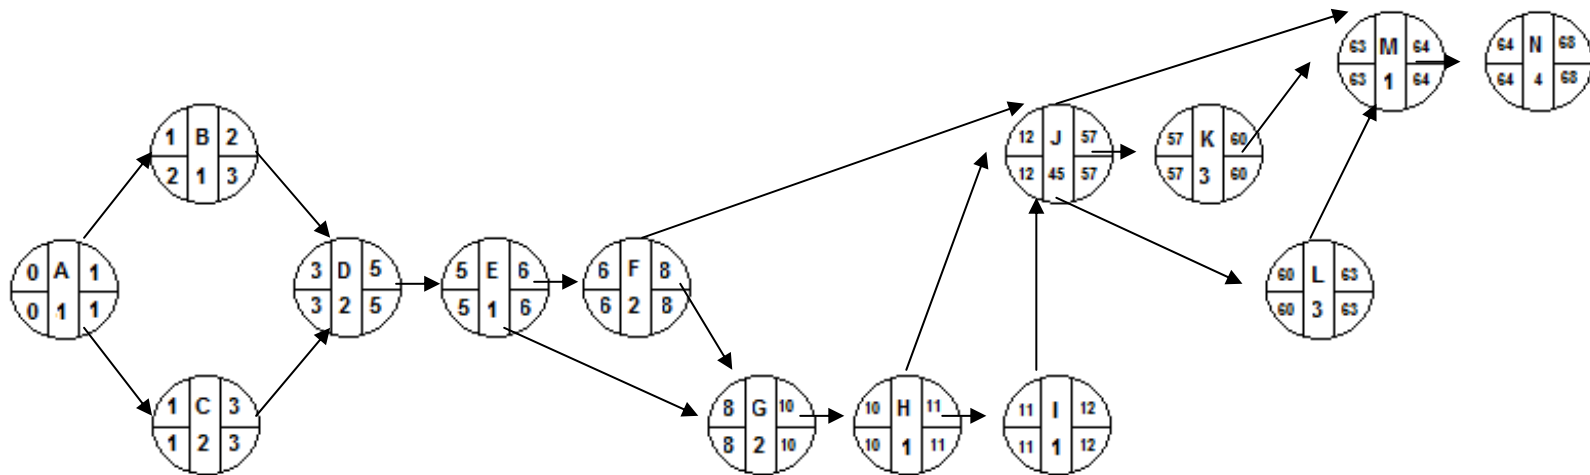 63 M 64
63 1 64
64 N 68
64 4 68
1 B 2
2 1 3
12 J 57
12 45 57
57 K 60
57 3 60
0 A 1
0 1 1
3 D 5
3 2 5
5 E 6
5 1 6
6 F 8
6 2 8
60 L 63
60 3 63
1 C 3
1 2 3
8 G 10
8 2 10
10 H 11
10 1 11
11 I 12
11 1 12